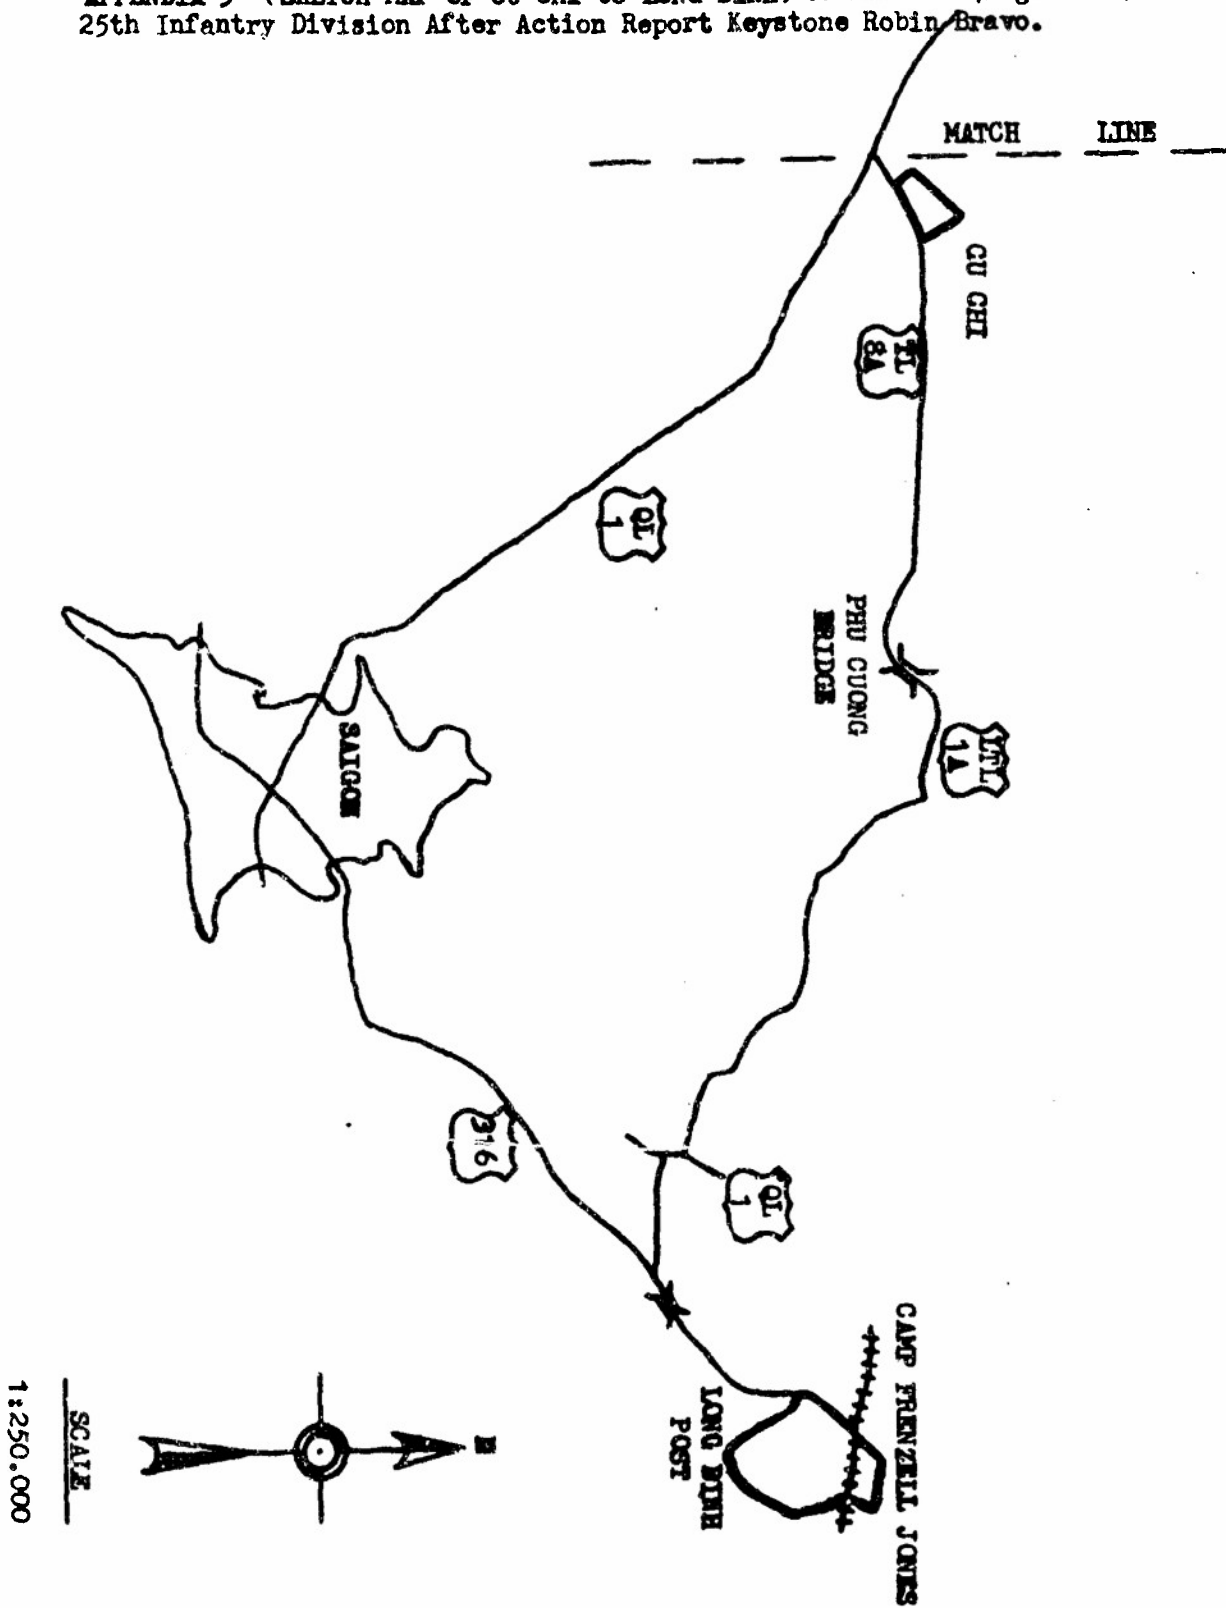 25th Infantry Division After Action Report Keystone Robin Bravo.
MATCH LINE
CU CHI
TL
8A
QL
1
PHU CUONG
BRIDGE
LTL
1A
SAIGON
316
QL
1
CAMP FRENZELL JONES
LONG BINH
POST
N
SCALE
1:250.000